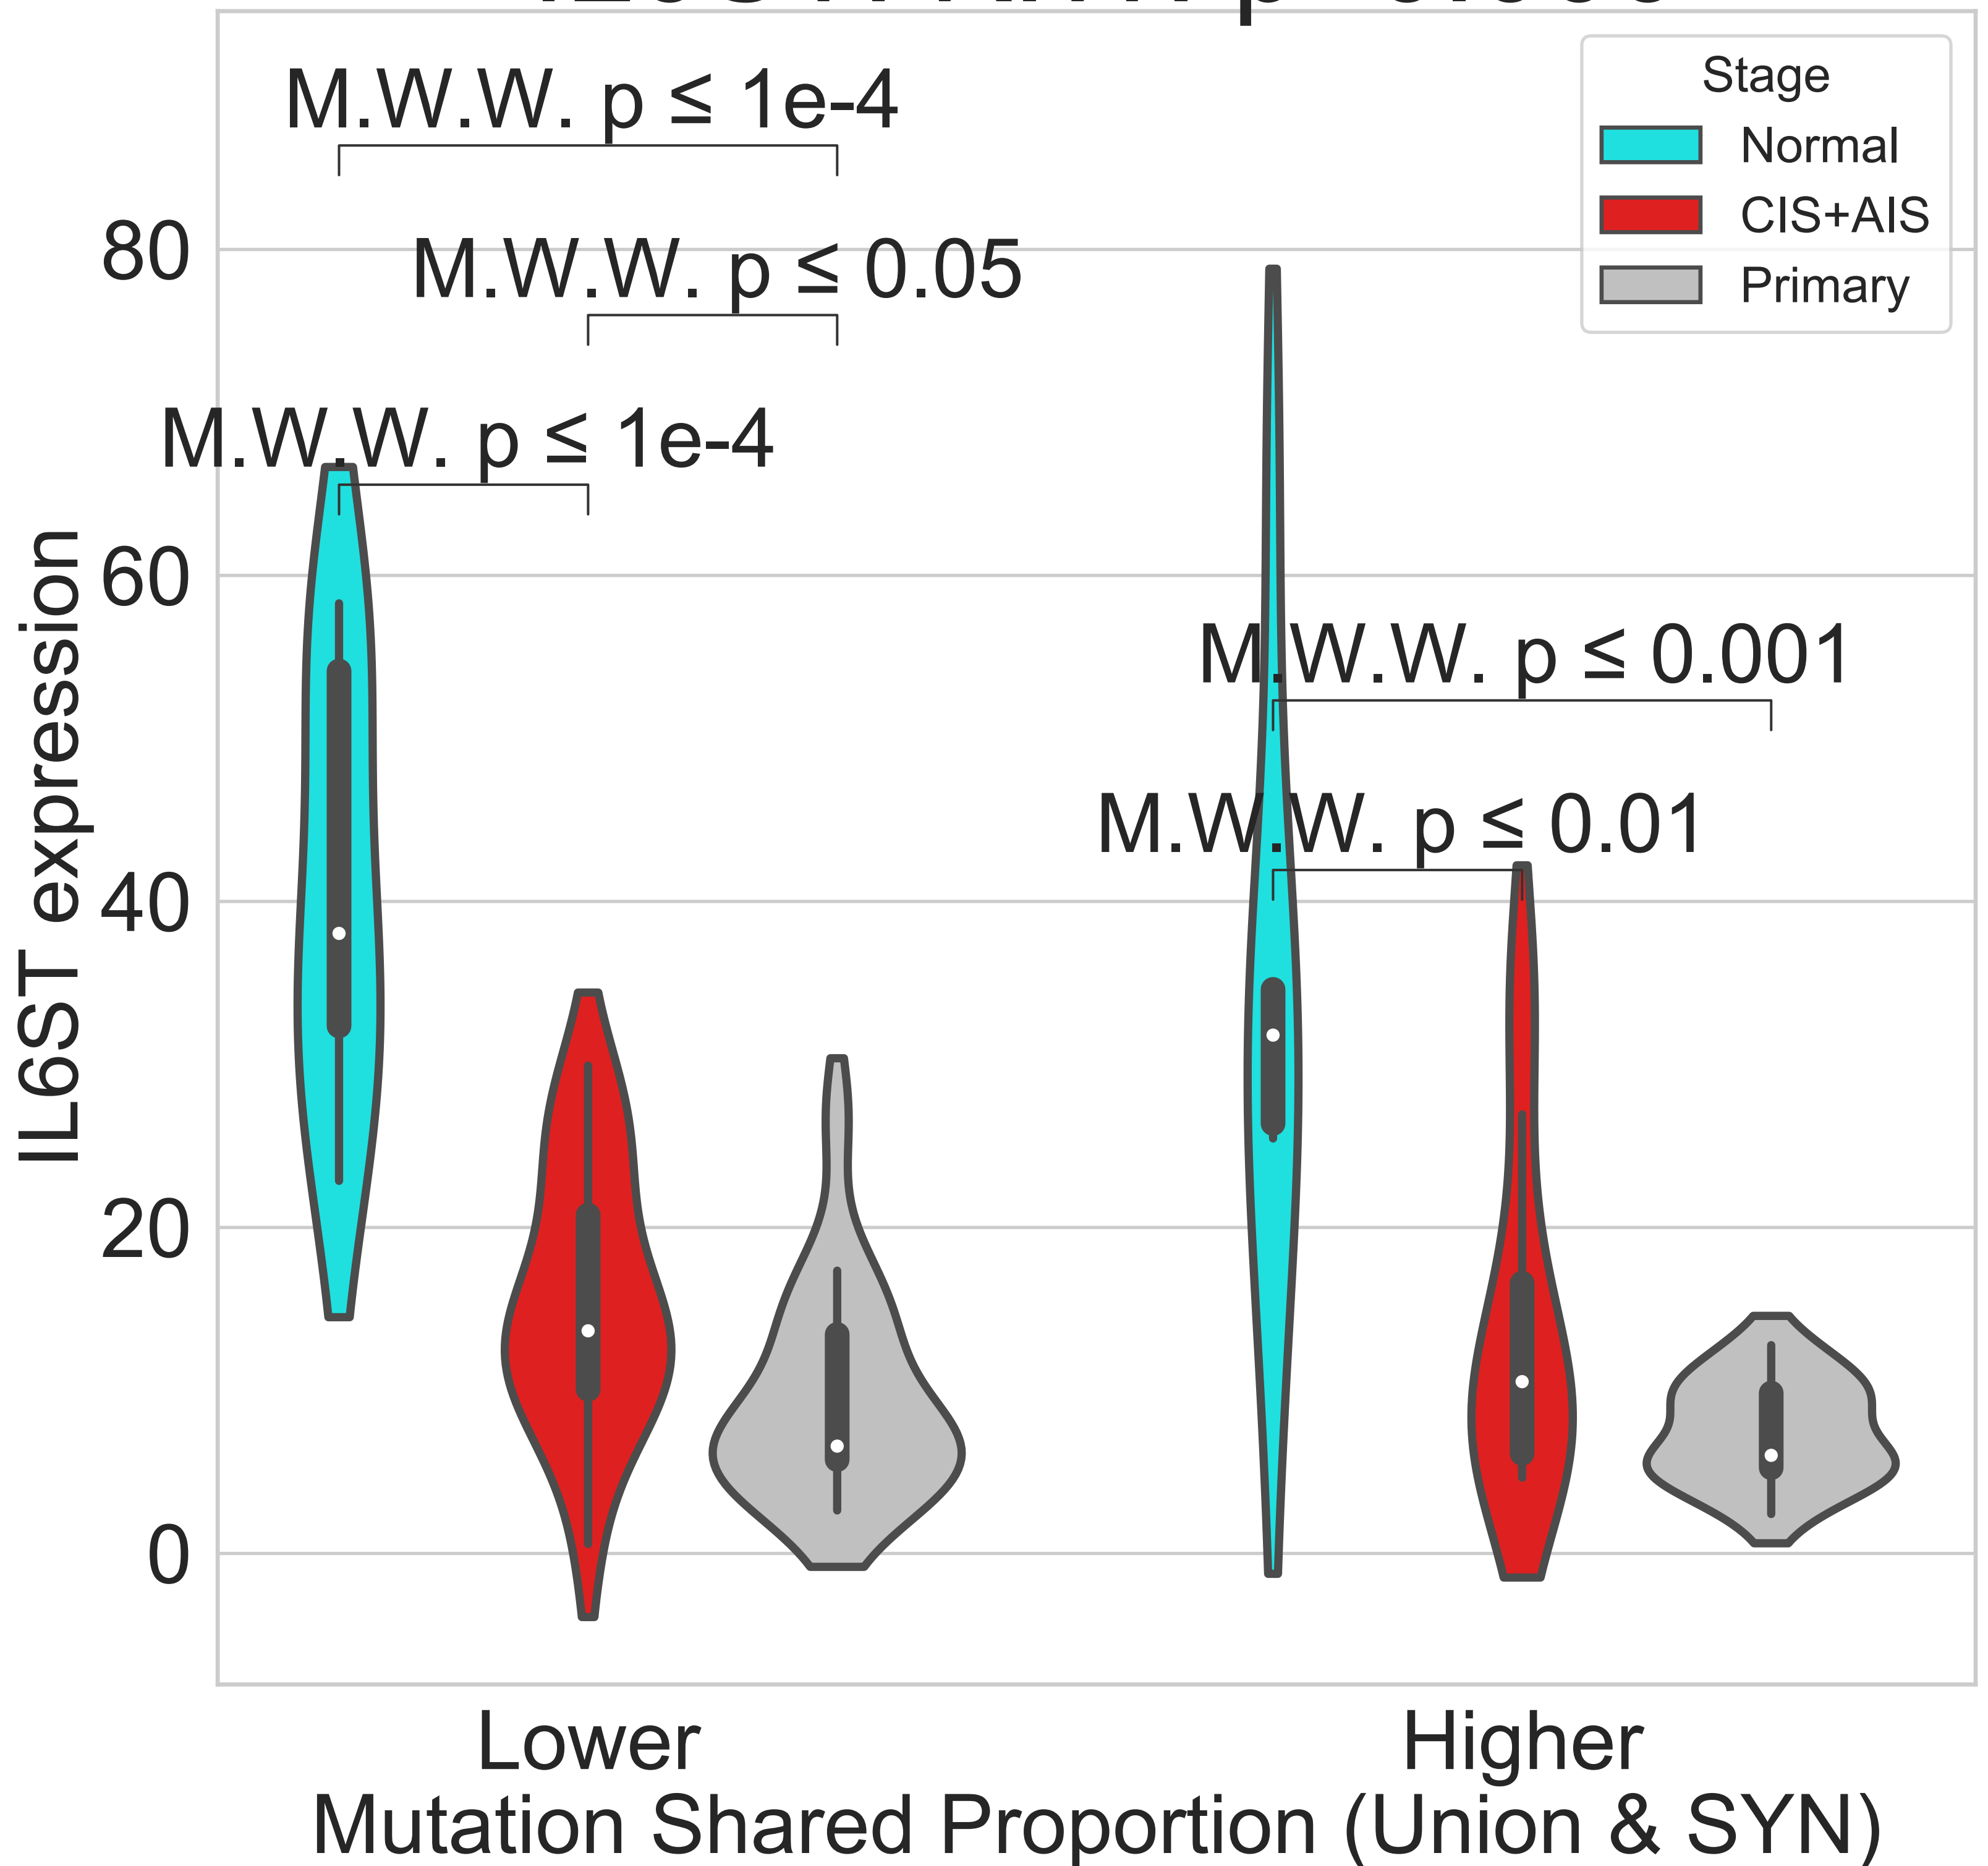 M.W.W. p ≤ 1e-4
M.W.W. p ≤ 0.05
M.W.W. p ≤ 1e-4
M.W.W. p ≤ 0.001
M.W.W. p ≤ 0.01
Stage
Normal
CIS+AIS
Primary
80
60
40
20
0
IL6ST expression
Lower
Higher
Mutation Shared Proportion (Union & SYN)